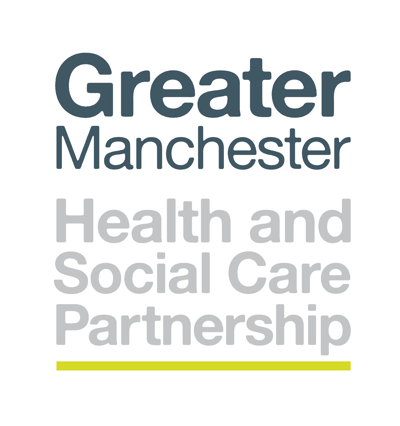 Greater
Manchester
Health and
Social Care
Partnership